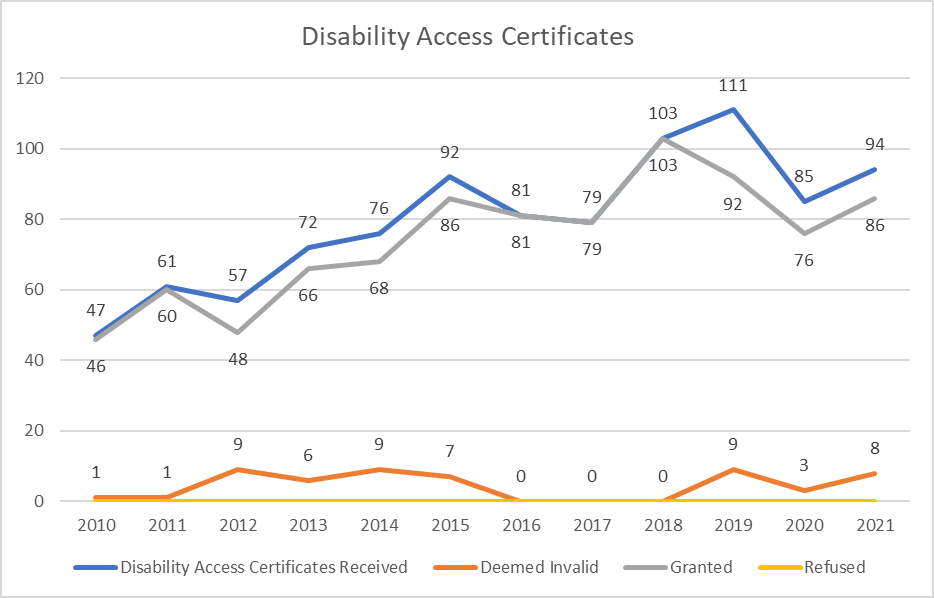 Disability Access Certificates
120
100
80
60
40
20
0
47 61 57 72 76 92 81 79 103 111 85 94
46 60 48 66 68 86 81 79 103 92 76 86
1 1 9 6 9 7 0 0 0 9 3 8
2010 2011 2012 2013 2014 2015 2016 2017 2018 2019 2020 2021
Disability Access Certificates Received Deemed Invalid Granted Refused